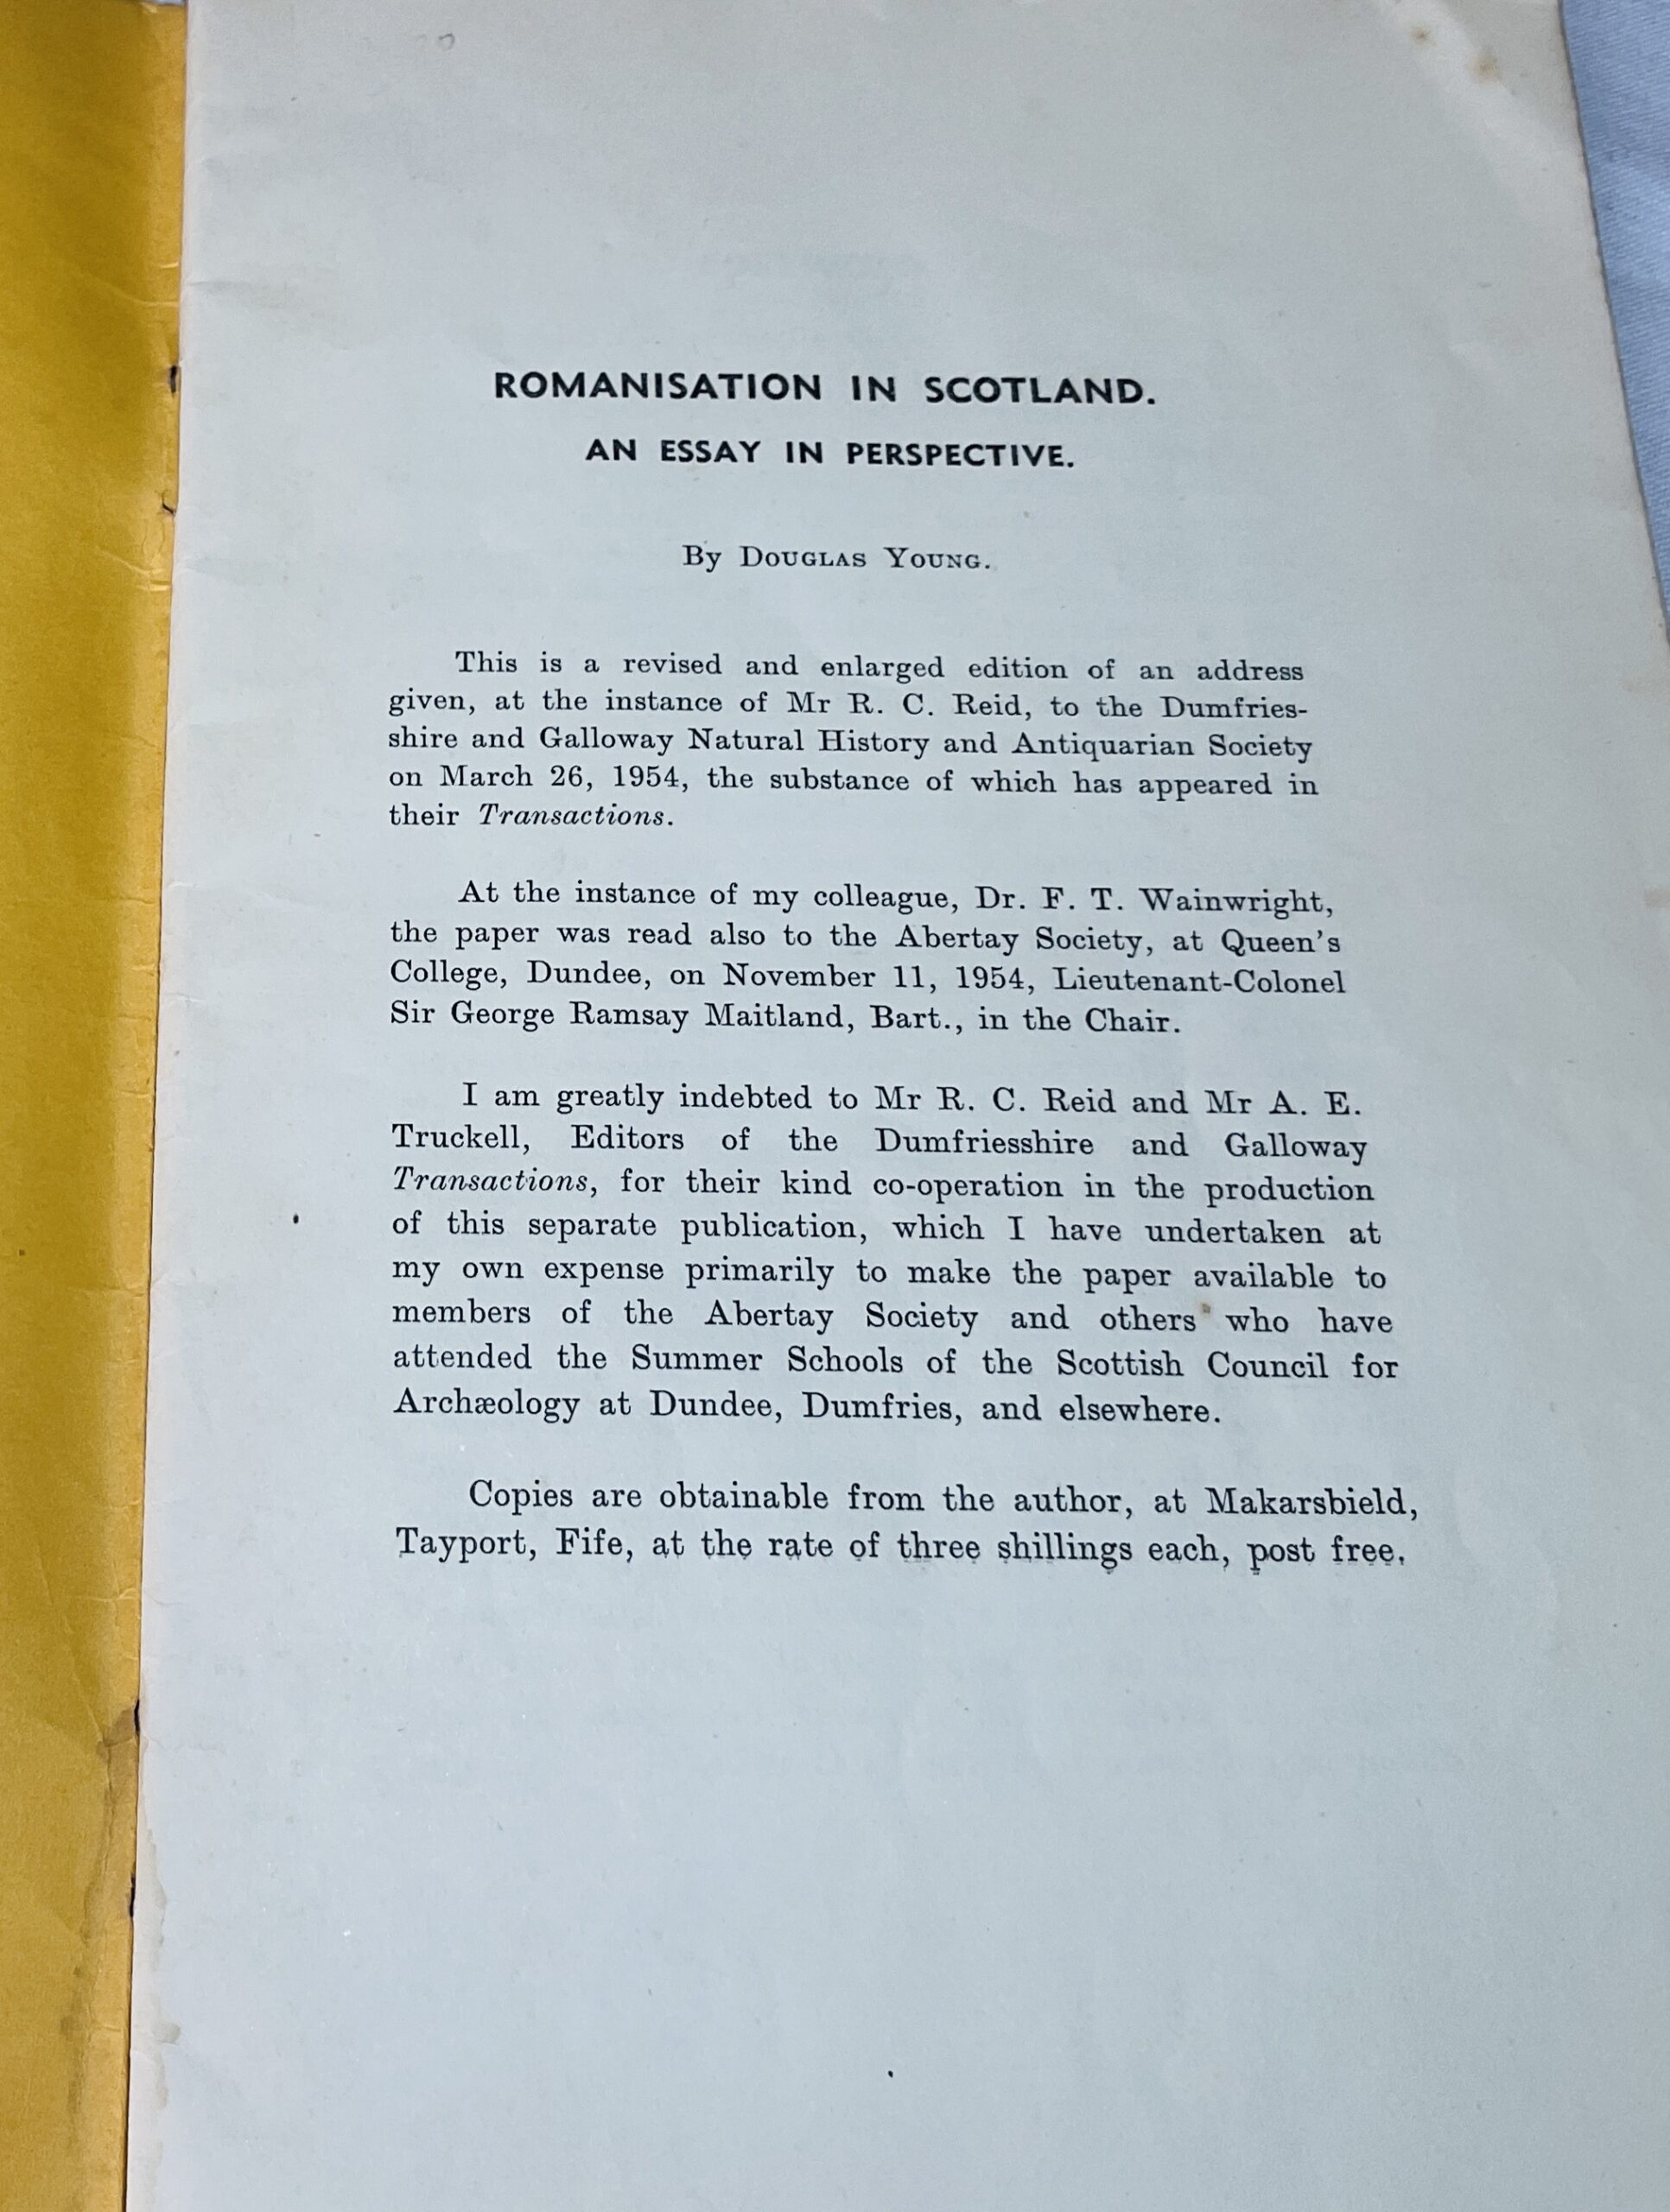 ROMANISATION IN SCOTLAND.
AN ESSAY IN PERSPECTIVE.
By Douglas Young.
This is a revised and enlarged edition of an address
given, at the instance of Mr R. C. Reid, to the Dumfries-
shire and Galloway Natural History and Antiquarian Society
on March 26, 1954, the substance of which has appeared in
their Transactions.
At the instance of my colleague, Dr. F. T. Wainwright,
the paper was read also to the Abertay Society, at Queen's
College, Dundee, on November 11, 1954, Lieutenant-Colonel
Sir George Ramsay Maitland, Bart., in the Chair.
I am greatly indebted to Mr R. C. Reid and Mr A. E.
Truckell, Editors of the Dumfriesshire and Galloway
Transactions, for their kind co-operation in the production
of this separate publication, which I have undertaken at
my own expense primarily to make the paper available to
members of the Abertay Society and others who have
attended the Summer Schools of the Scottish Council for
Archæology at Dundee, Dumfries, and elsewhere.
Copies are obtainable from the author, at Makarsbield,
Tayport, Fife, at the rate of three shillings each, post free.